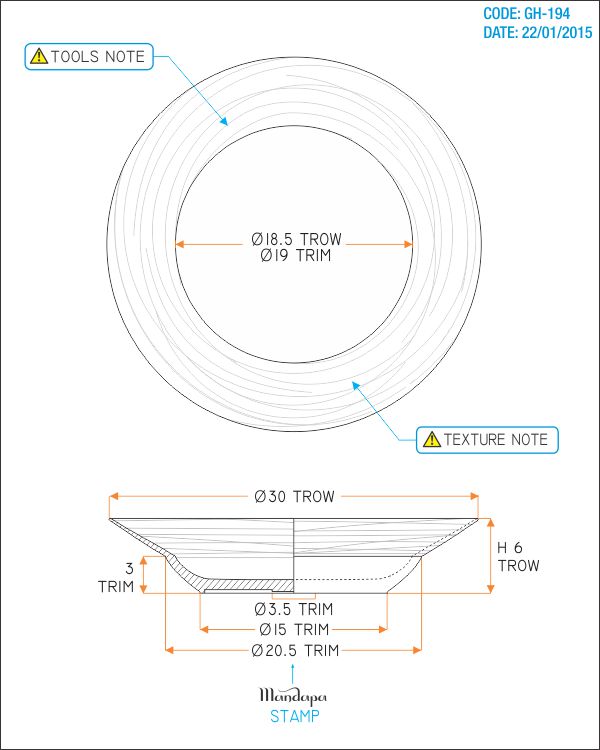 CODE: GH-194
DATE: 22/01/2015
TOOLS NOTE
Ø18.5 TROW
Ø19 TRIM
TEXTURE NOTE
Ø30 TROW
3
TRIM
H 6
TROW
Ø3.5 TRIM
Ø15 TRIM
Ø20.5 TRIM
Mandapa
STAMP